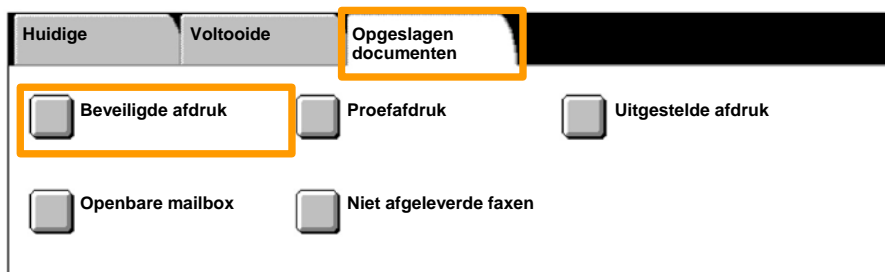 Huidige
Voltooide
Opgeslagen
documenten
Beveiligde afdruk
Proefafdruk
Uitgestelde afdruk
Openbare mailbox
Niet afgeleverde faxen